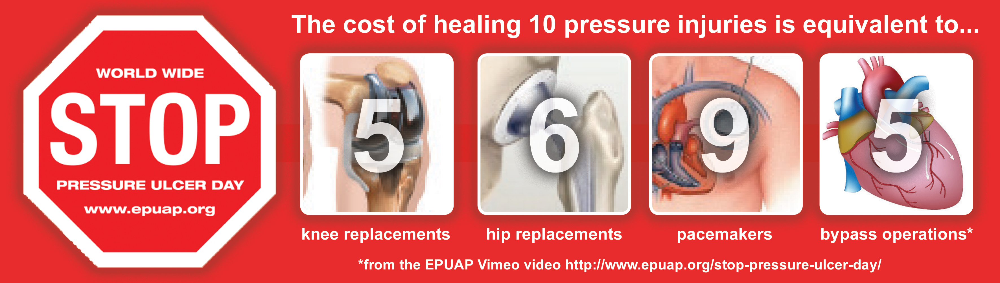 WORLD WIDE
STOP
PRESSURE ULCER DAY
www.epuap.org
The cost of healing 10 pressure injuries is equivalent to...
5
knee replacements
6
hip replacements
9
pacemakers
5
bypass operations*
*from the EPUAP Vimeo video http://www.epuap.org/stop-pressure-ulcer-day/